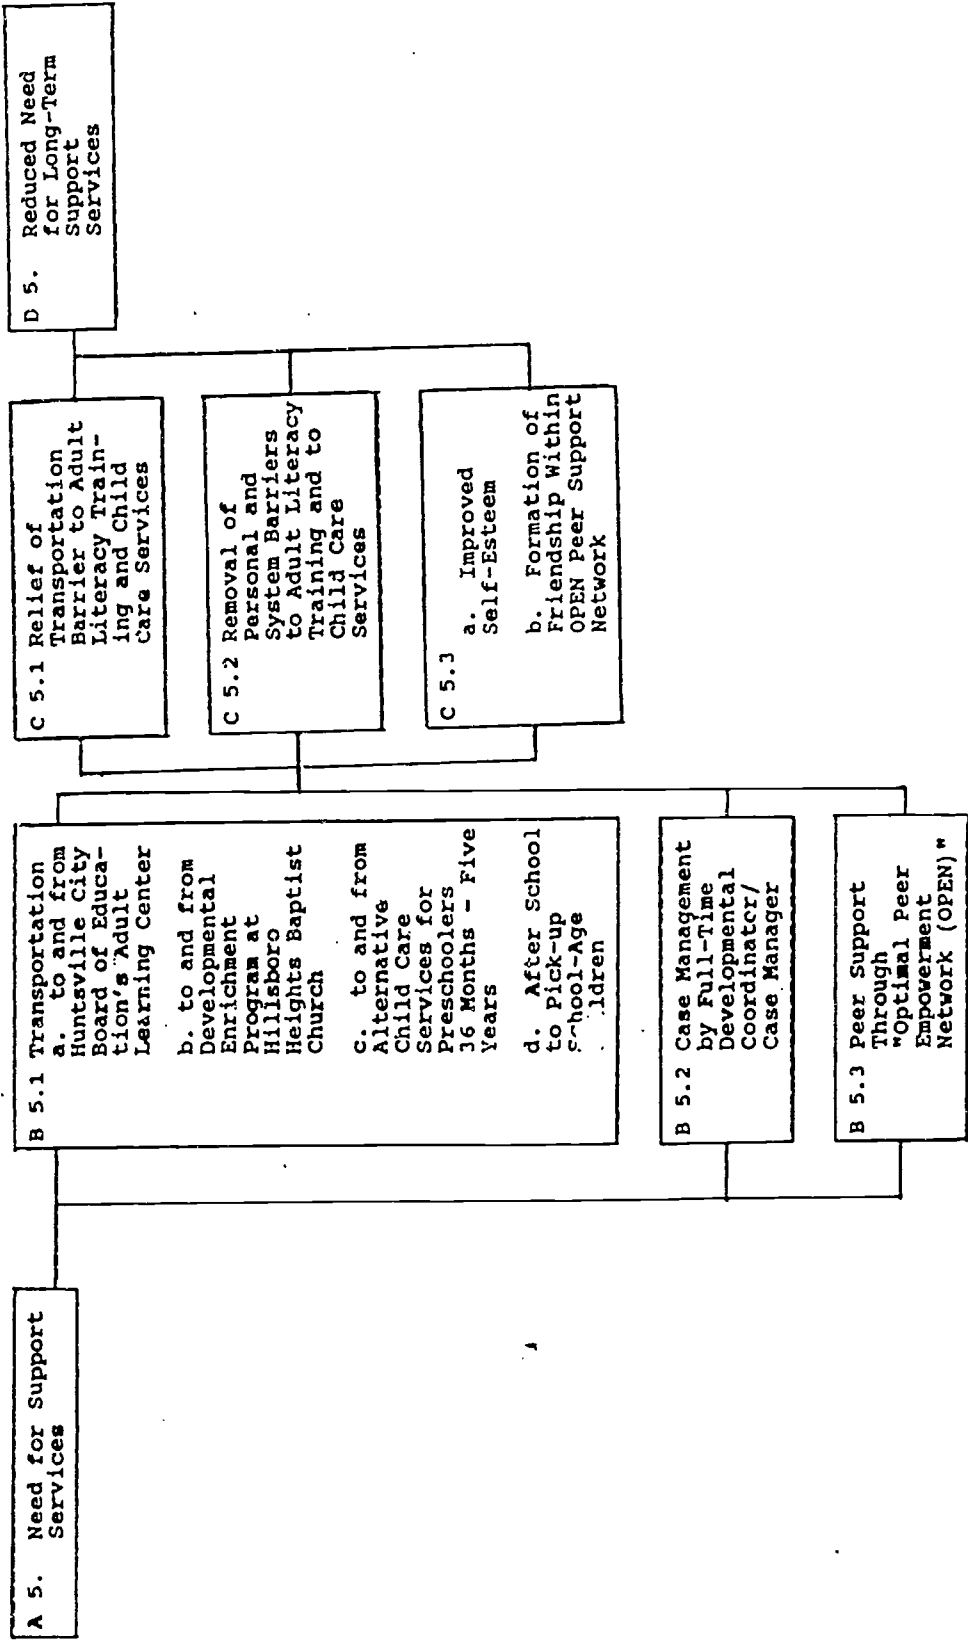 A 5. Need for Support
Services
B 5.1 Transportation
a. to and from
Huntsville City
Board of Educa-
tion's Adult
Learning Center
b. to and from
Developmental
Enrichment
Program at
Hillsboro
Heights Baptist
Church
c. to and from
Alternative
Child Care
Services for
Preschoolers
36 Months - Five
Years
d. After School
to Pick-up
School-Age
ldren
B 5.2 Case Management
by Full-Time
Developmental
Coordinator/
Case Manager
B 5.3 Peer Support
Through
"Optimal Peer
Empowerment
Network (OPEN)"
C 5.1 Relief of
Transportation
Barrier to Adult
Literacy Train-
ing and Child
Care Services
C 5.2 Removal of
Personal and
System Barriers
to Adult Literacy
Training and to
Child Care
Services
C 5.3
a. Improved
Self-Esteem
b. Formation of
Friendship Within
OPEN Peer Support
Network
D 5. Reduced Need
for Long-Term
Support
Services